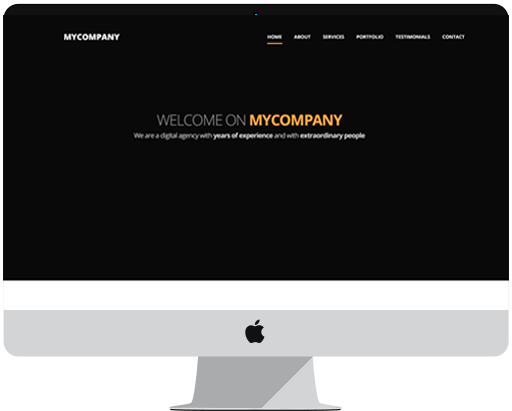 MYCOMPANY HOME ABOUT SERVICES PORTFOLIO TESTIMONIALS CONTACT
WELCOME ON MYCOMPANY
We are a digital agency with years of experience and with extraordinary people